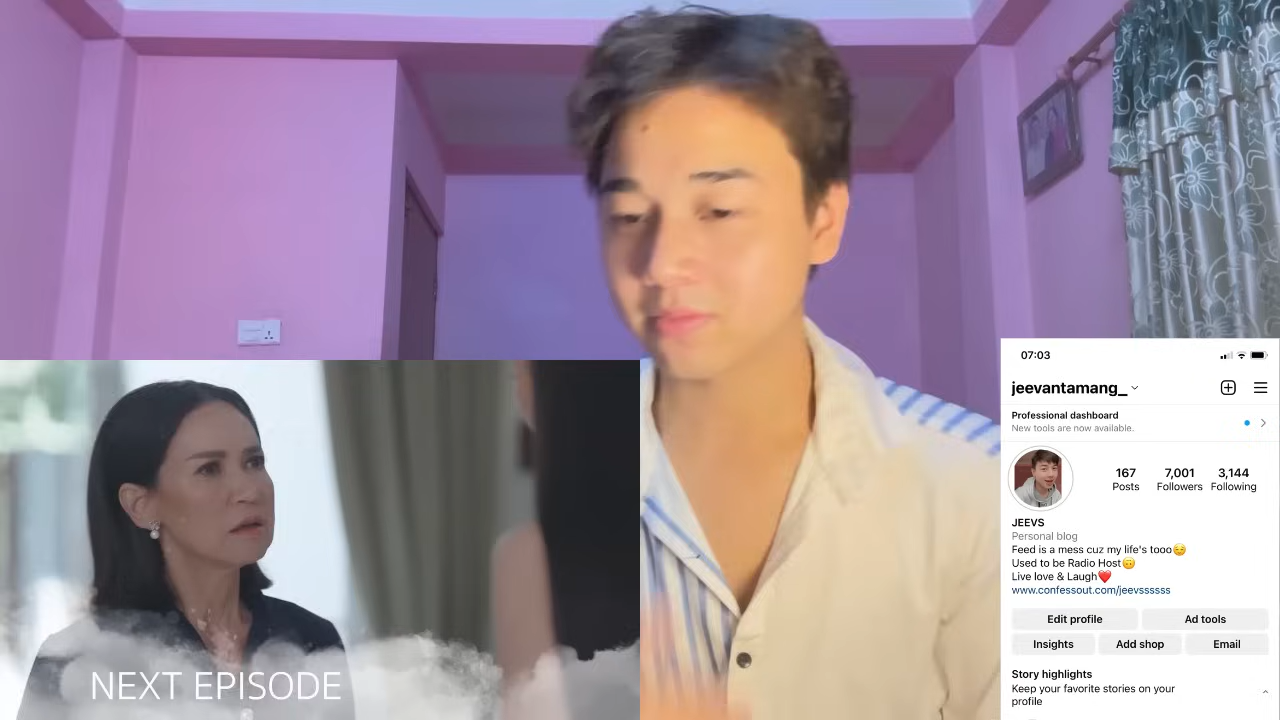 NEXT EPISODE
07:03
jeevantamang_
Professional dashboard
New tools are now available.
167 7,001 3,144
Posts Followers Following
JEEVS
Personal blog
Feed is a mess cuz my life's tooo😔
Used to be Radio Host🙃
Live love & Laugh❤️
www.confessout.com/jeevssssss
Edit profile Ad tools
Insights Add shop Email
Story highlights
Keep your favorite stories on your
profile